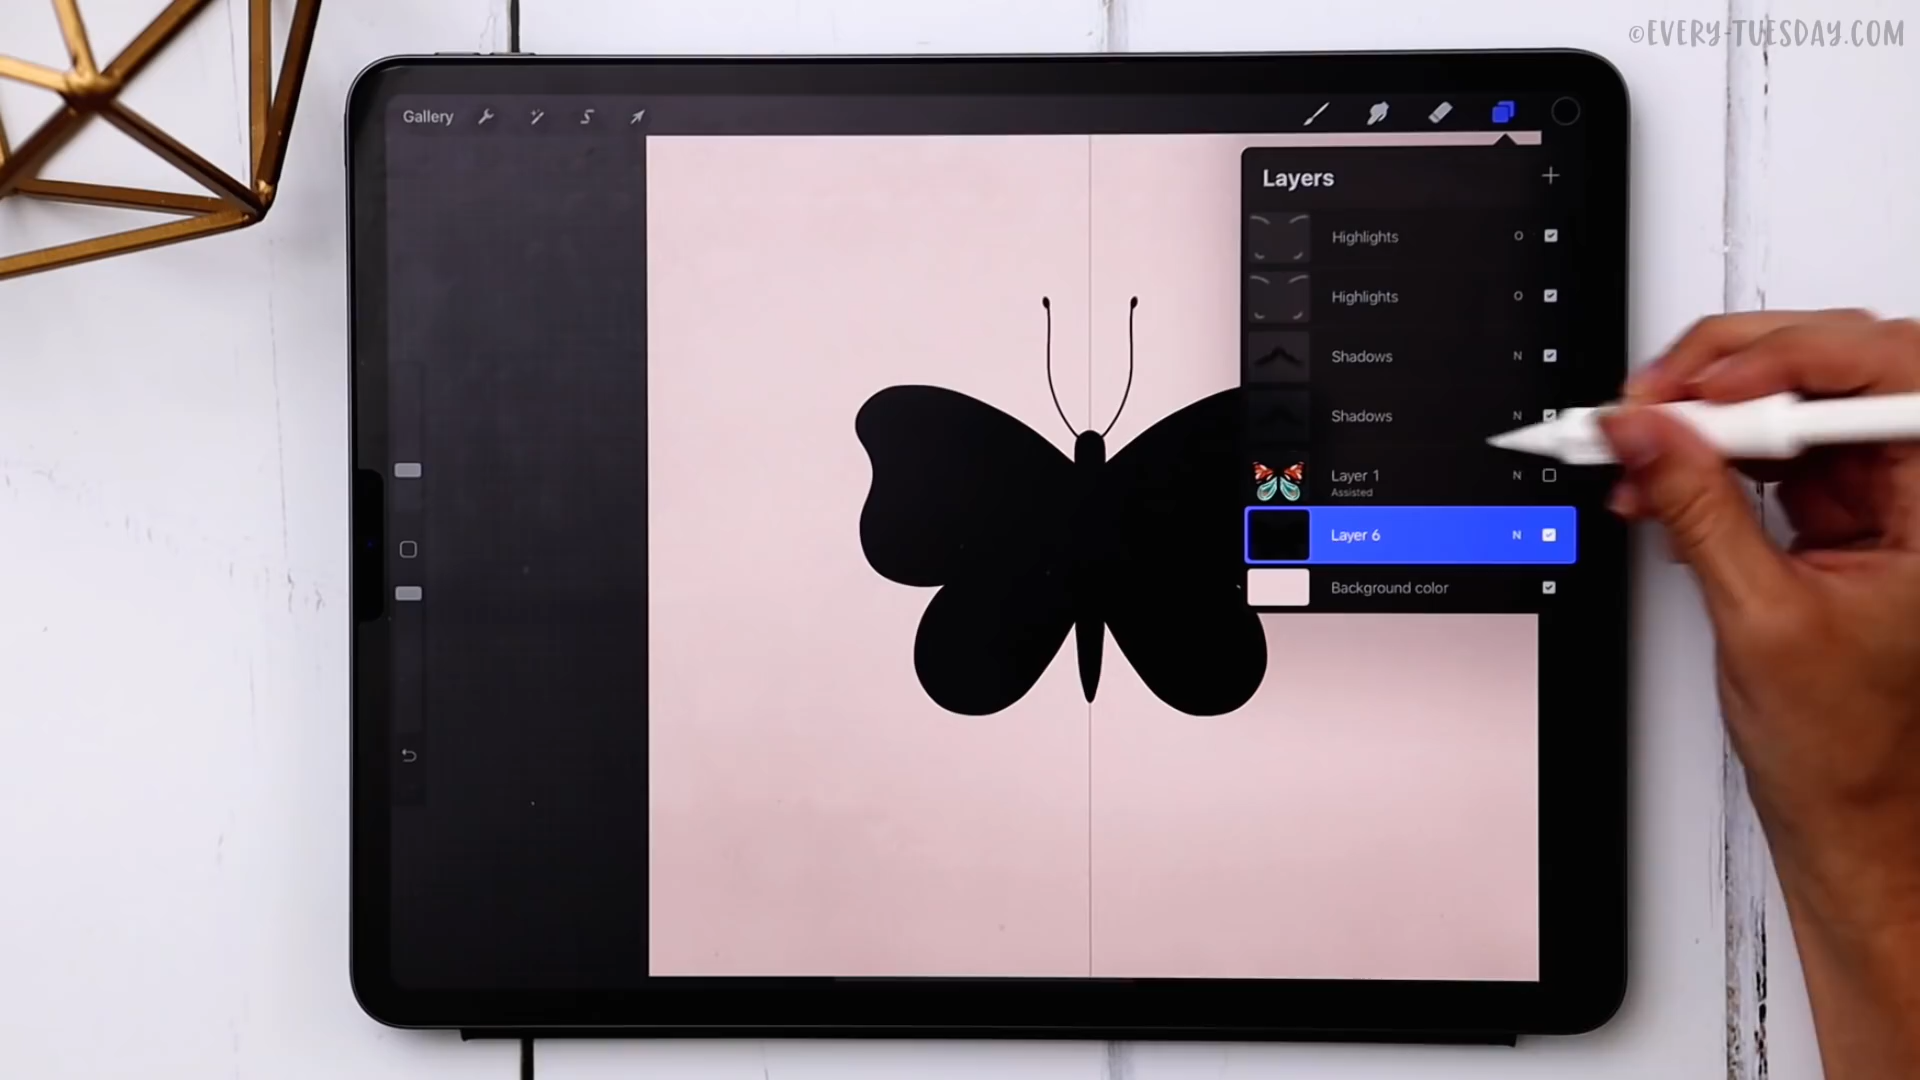 ©EVERY-TUESDAY.COM
Gallery
Layers
Highlights O
Highlights O
Shadows N
Shadows N
Layer 1 N
Assisted
Layer 6 N
Background color